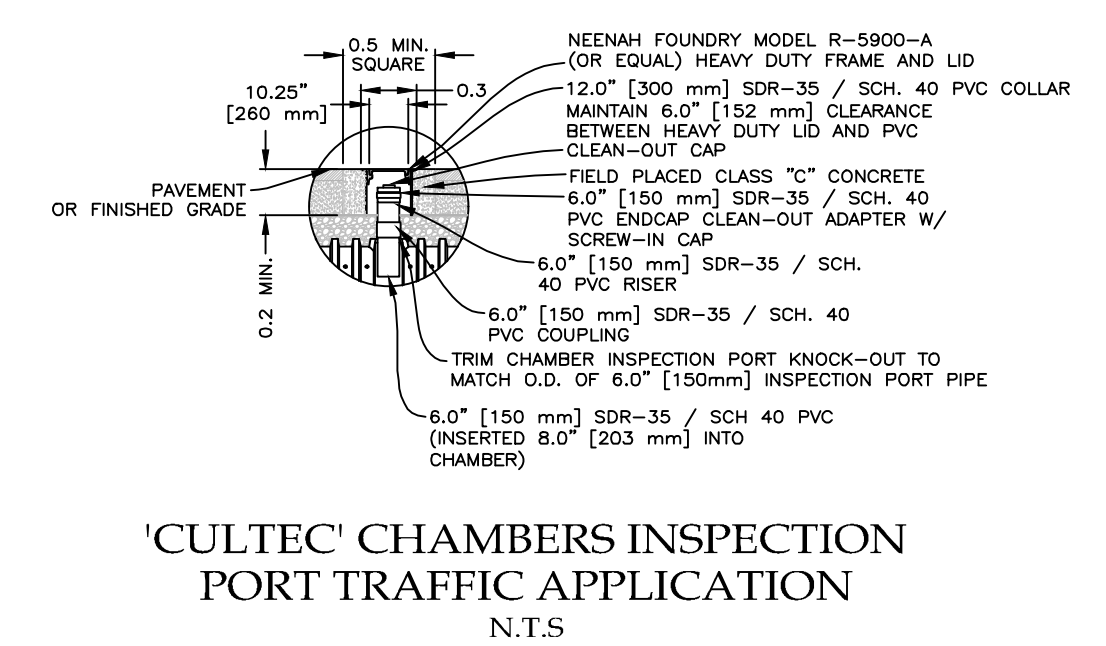 0.5 MIN.
SQUARE
10.25"
[260 mm]
0.3
PAVEMENT
OR FINISHED GRADE
0.2 MIN.
NEENAH FOUNDRY MODEL R-5900-A
(OR EQUAL) HEAVY DUTY FRAME AND LID
12.0" [300 mm] SDR-35 / SCH. 40 PVC COLLAR
MAINTAIN 6.0" [152 mm] CLEARANCE
BETWEEN HEAVY DUTY LID AND PVC
CLEAN-OUT CAP
FIELD PLACED CLASS "C" CONCRETE
6.0" [150 mm] SDR-35 / SCH. 40
PVC ENDCAP CLEAN-OUT ADAPTER W/
SCREW-IN CAP
6.0" [150 mm] SDR-35 / SCH.
40 PVC RISER
6.0" [150 mm] SDR-35 / SCH. 40
PVC COUPLING
TRIM CHAMBER INSPECTION PORT KNOCK-OUT TO
MATCH O.D. OF 6.0" [150mm] INSPECTION PORT PIPE
6.0" [150 mm] SDR-35 / SCH 40 PVC
(INSERTED 8.0" [203 mm] INTO
CHAMBER)
'CULTEC' CHAMBERS INSPECTION
PORT TRAFFIC APPLICATION
N.T.S